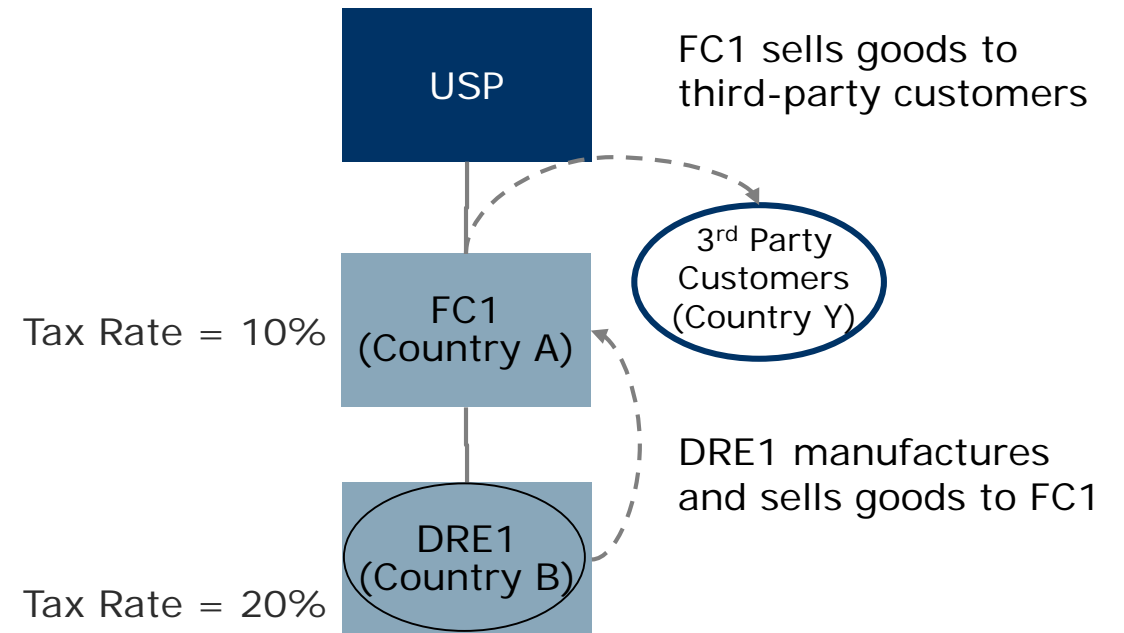 USP
FC1 sells goods to
third-party customers
3rd Party
Customers
(Country Y)
Tax Rate = 10%
FC1
(Country A)
DRE1 manufactures
and sells goods to FC1
DRE1
(Country B)
Tax Rate = 20%